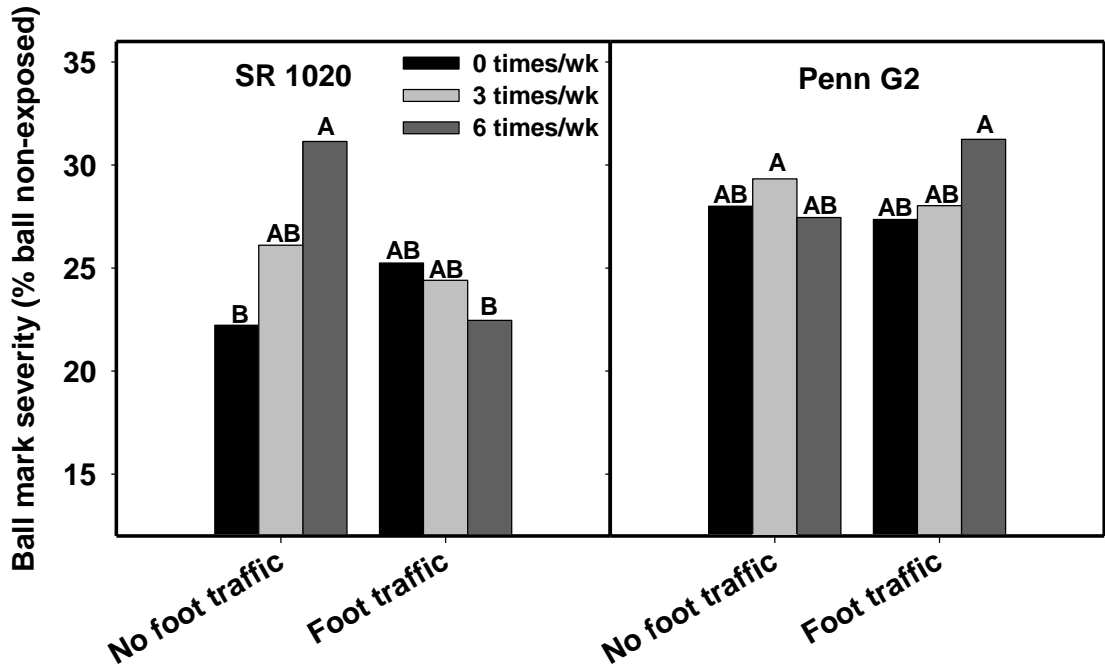 Ball mark severity (% ball non-exposed)
35
30
25
20
15
SR 1020
0 times/wk
3 times/wk
6 times/wk
Penn G2
B
AB
A
AB
AB
B
AB
A
AB
AB
AB
A
No foot traffic
Foot traffic
No foot traffic
Foot traffic